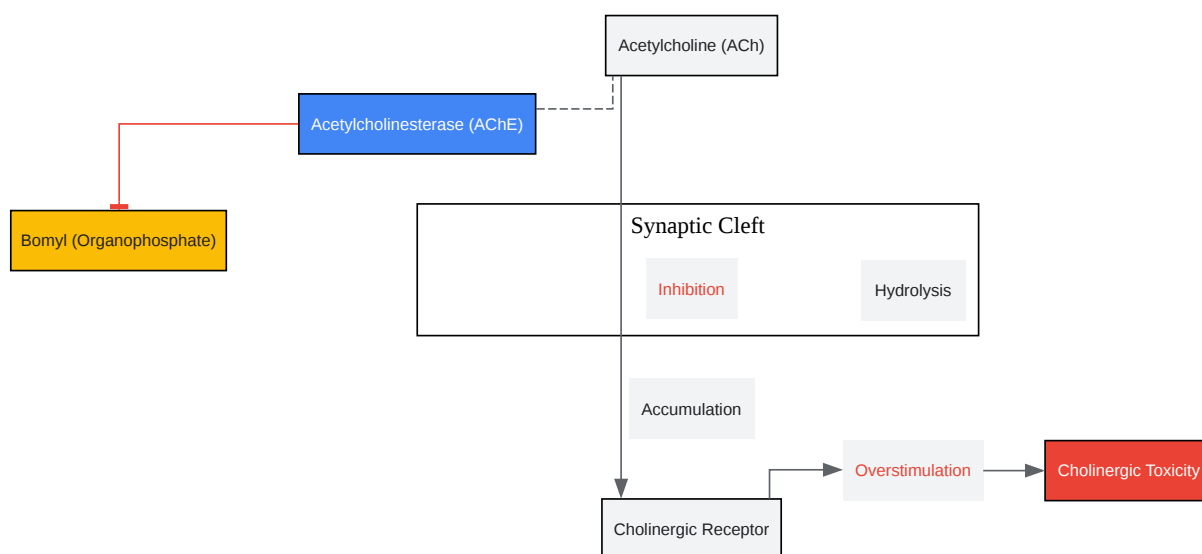 Acetylcholine (ACh)
Acetylcholinesterase (AChE)
Bomyl (Organophosphate)
Synaptic Cleft
Inhibition
Hydrolysis
Accumulation
Overstimulation
Cholinergic Toxicity
Cholinergic Receptor